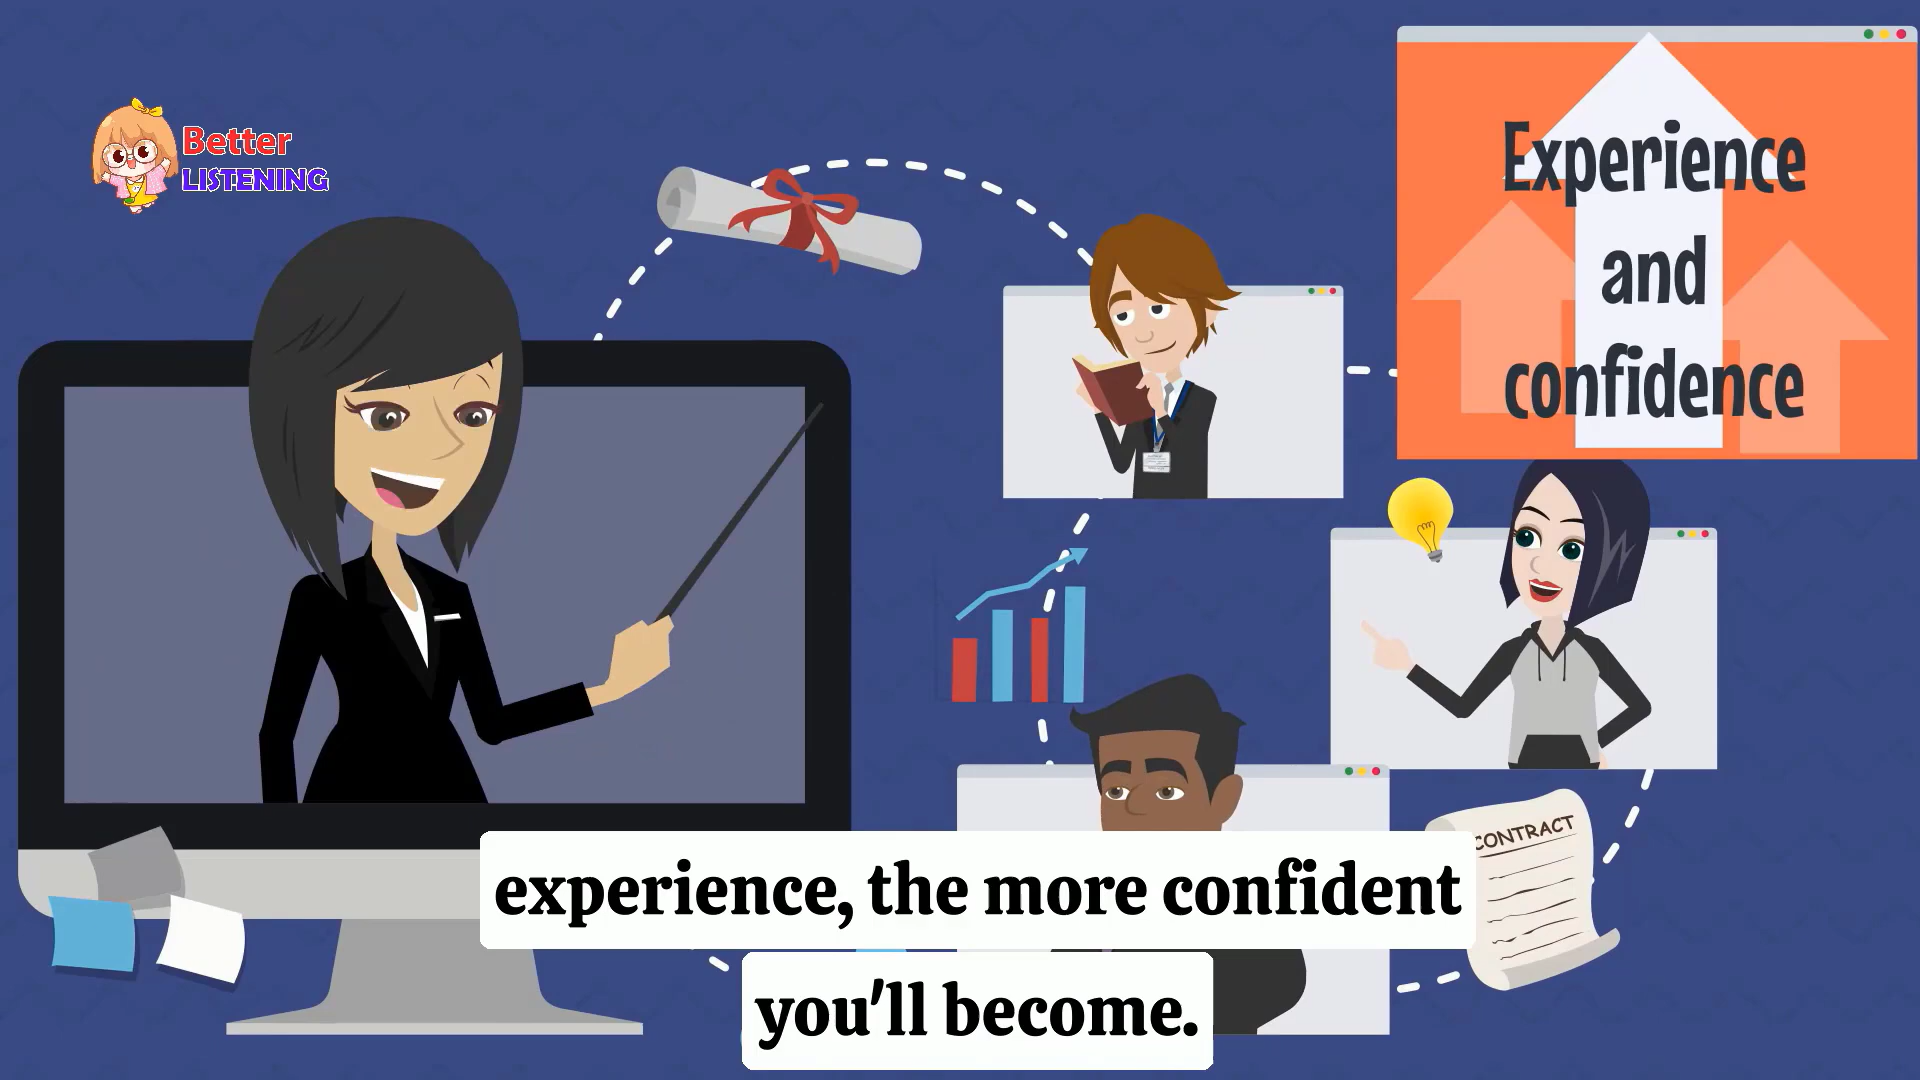 Better
LISTENING
Experience
and
confidence
CONTRACT
experience, the more confident
you'll become.